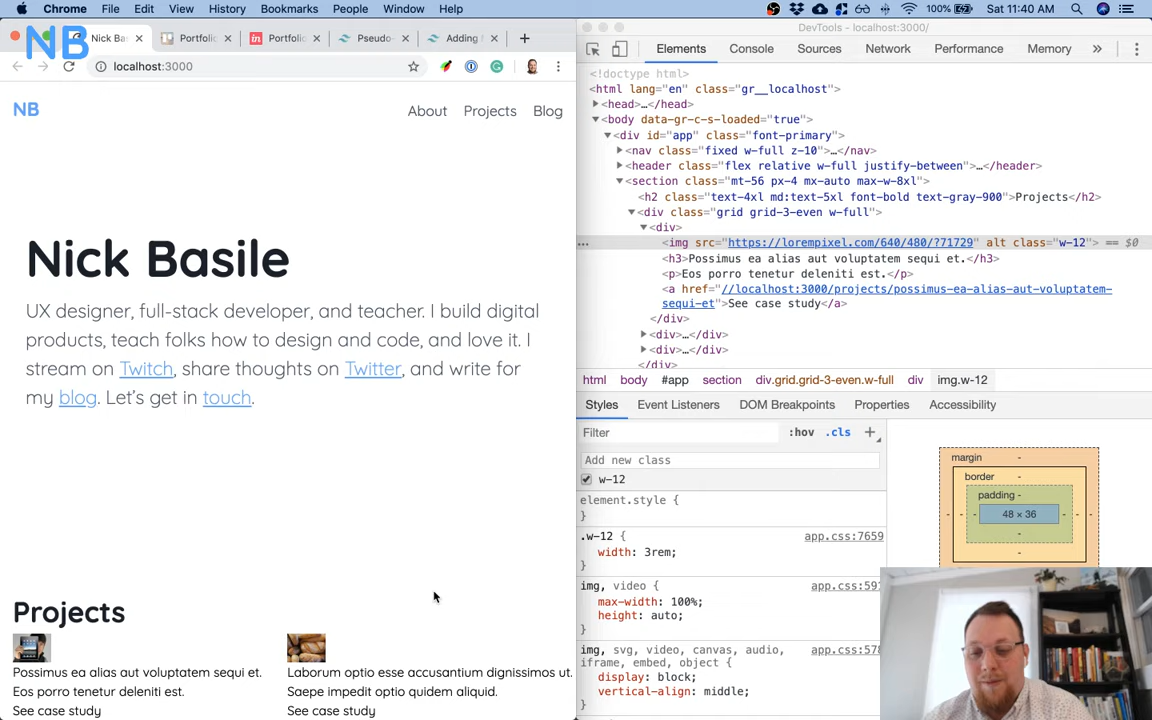 Chrome File Edit View History Bookmarks People Window Help 100% Sat 11:40 AM
NB
Nick Bas Portfolio Portfolio Pseudo- Adding
DevTools - localhost:3000/
localhost:3000
Elements Console Sources Network Performance Memory
NB
About Projects Blog
Nick Basile
UX designer, full-stack developer, and teacher. I build digital
products, teach folks how to design and code, and love it. I
stream on Twitch, share thoughts on Twitter, and write for
my blog. Let's get in touch.
Projects
Possimus ea alias aut voluptatem sequi et.
Eos porro tenetur deleniti est.
See case study
Laborum optio esse accusantium dignissimos ut.
Saepe impedit optio quidem aliquid.
See case study
<!doctype html>
<html lang="en" class="gr__localhost">
<head>…</head>
<body data-gr-c-s-loaded="true">
<div id="app" class="font-primary">
<nav class="fixed w-full z-10">…</nav>
<header class="flex relative w-full justify-between">…</header>
<section class="mt-56 px-4 mx-auto max-w-8xl">
<h2 class="text-4xl md:text-5xl font-bold text-gray-900">Projects</h2>
<div class="grid grid-3-even w-full">
<div>
<img src="https://lorempixel.com/640/480/?71729" alt class="w-12"> == $0
<h3>Possimus ea alias aut voluptatem sequi et.</h3>
<p>Eos porro tenetur deleniti est.</p>
<a href="//localhost:3000/projects/possimus-ea-alias-aut-voluptatem-
sequi-et">See case study</a>
</div>
<div>…</div>
<div>…</div>
</div>
html body #app section div.grid.grid-3-even.w-full div img.w-12
Styles Event Listeners DOM Breakpoints Properties Accessibility
Filter :hov .cls +
Add new class
w-12
element.style {
}
.w-12 { app.css:7659
width: 3rem;
}
img, video { app.css:597
max-width: 100%;
height: auto;
}
img, svg, video, canvas, audio, app.css:578
iframe, embed, object {
display: block;
vertical-align: middle;
}
margin -
border -
padding -
48 × 36